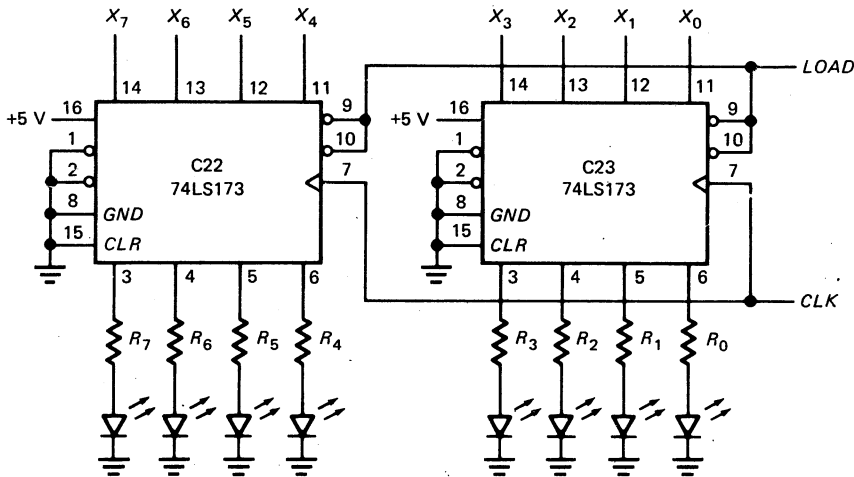 X7 X6 X5 X4 X3 X2 X1 X0
LOAD
14 13 12 11 14 13 12 11
+5 V 16 9 +5 V 16 9
1 10 1 10
C22 C23
2 7 2 7
74LS173 74LS173
8 GND 8 GND
15 CLR 15 CLR
3 4 5 6 3 4 5 6
CLK
R7 R6 R5 R4 R3 R2 R1 R0